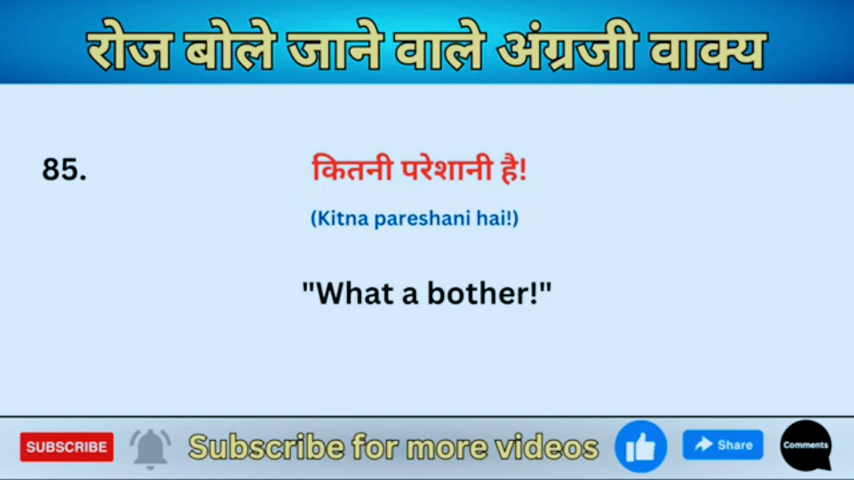 रोज बोले जाने वाले अंग्रजी वाक्य
85.
कितनी परेशानी है!
(Kitna pareshani hai!)
"What a bother!"
SUBSCRIBE
Subscribe for more videos
Share
Comments